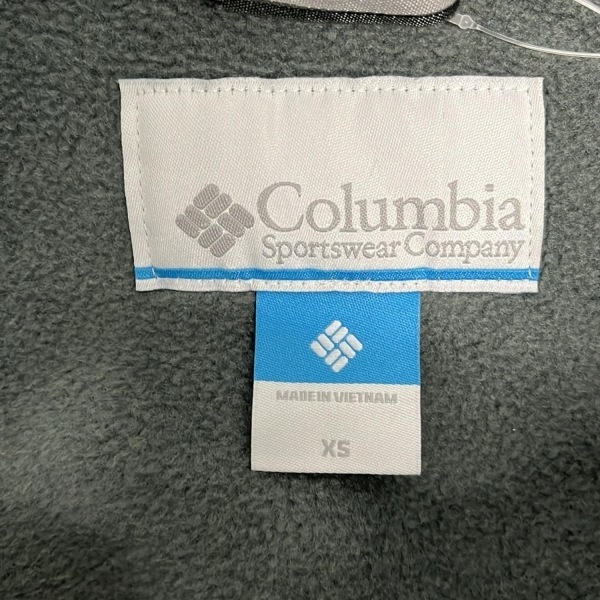 Columbia
Sportswear Company
MADE IN VIETNAM
XS